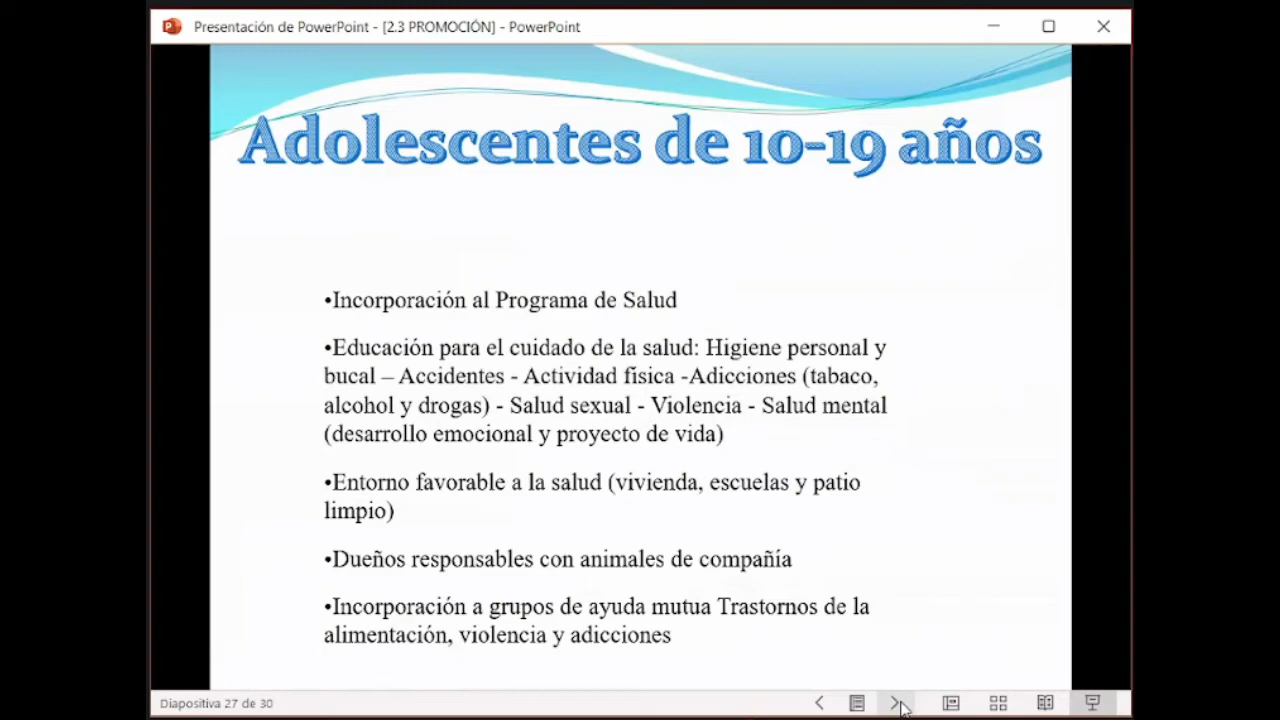 Presentación de PowerPoint - [2.3 PROMOCIÓN] - PowerPoint
Adolescentes de 10-19 años
•Incorporación al Programa de Salud
•Educación para el cuidado de la salud: Higiene personal y
bucal – Accidentes - Actividad física -Adicciones (tabaco,
alcohol y drogas) - Salud sexual - Violencia - Salud mental
(desarrollo emocional y proyecto de vida)
•Entorno favorable a la salud (vivienda, escuelas y patio
limpio)
•Dueños responsables con animales de compañía
•Incorporación a grupos de ayuda mutua Trastornos de la
alimentación, violencia y adicciones
Diapositiva 27 de 30